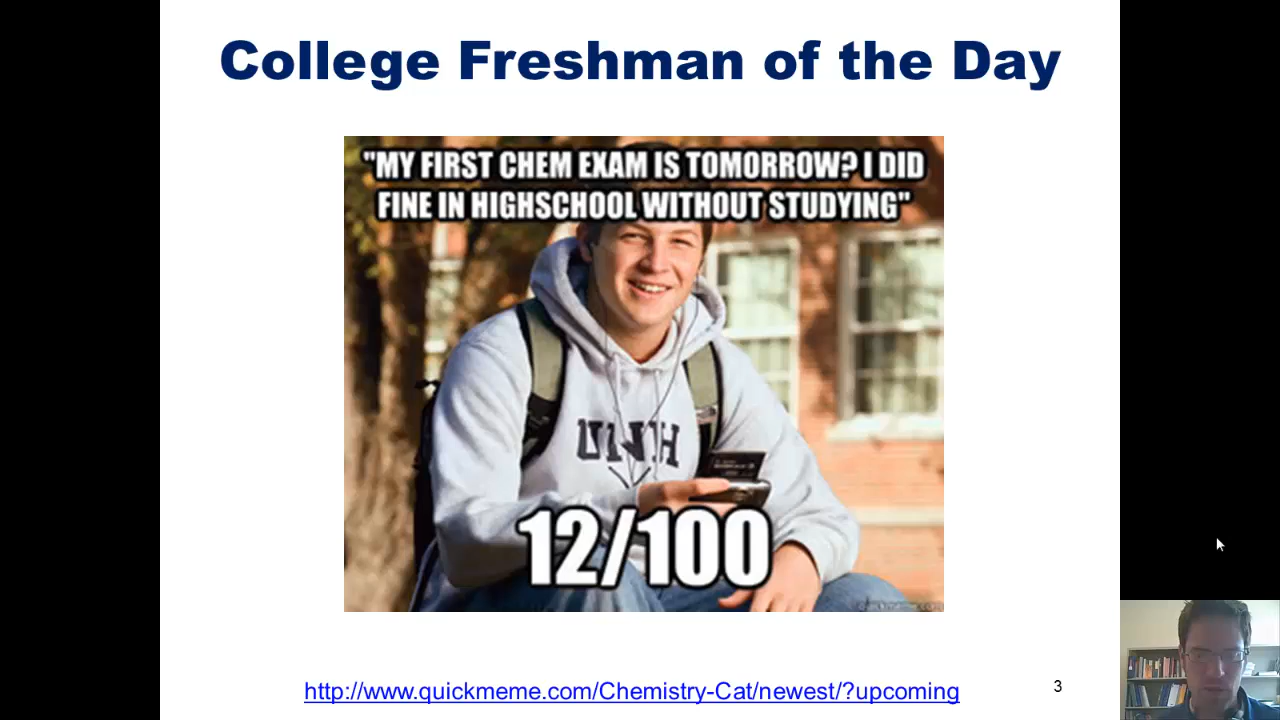 College Freshman of the Day
"MY FIRST CHEM EXAM IS TOMORROW? I DID
FINE IN HIGHSCHOOL WITHOUT STUDYING"
UNH
12/100
http://www.quickmeme.com/Chemistry-Cat/newest/?upcoming
3